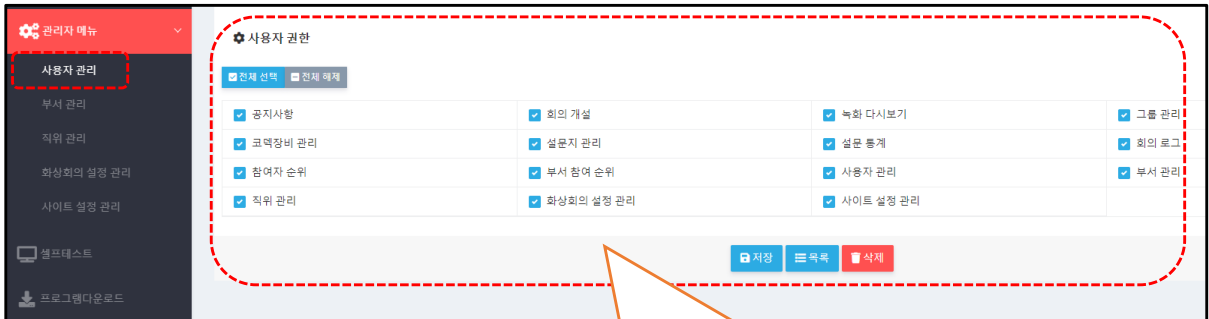 관리자 메뉴
사용자 관리
부서 관리
직위 관리
화상회의 설정 관리
사이트 설정 관리
셀프테스트
프로그램다운로드
사용자 권한
전체 선택 전체 해제
공지사항 회의 개설 녹화 다시보기 그룹 관리
코덱장비 관리 설문지 관리 설문 통계 회의 로그
참여자 순위 부서 참여 순위 사용자 관리 부서 관리
직위 관리 화상회의 설정 관리 사이트 설정 관리
저장 목록 삭제